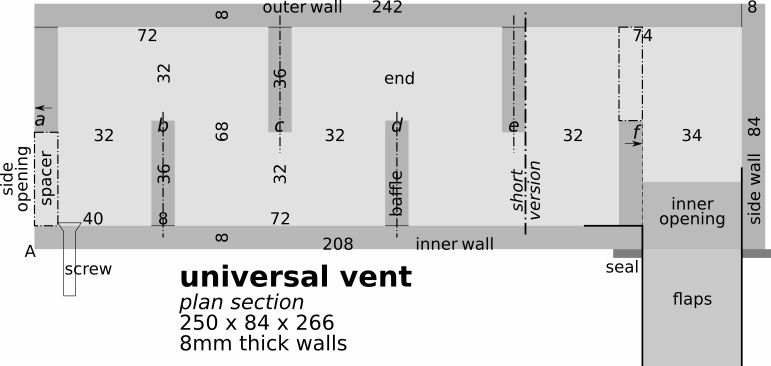 outer wall 242
8
8
72
74
32
36
end
a
b
c
d
e
f
32
68
32
32
34
84
side opening
spacer
36
32
baffle
short version
side wall
inner opening
40
8
72
8
208
inner wall
A
screw
seal
flaps
universal vent
plan section
250 x 84 x 266
8mm thick walls